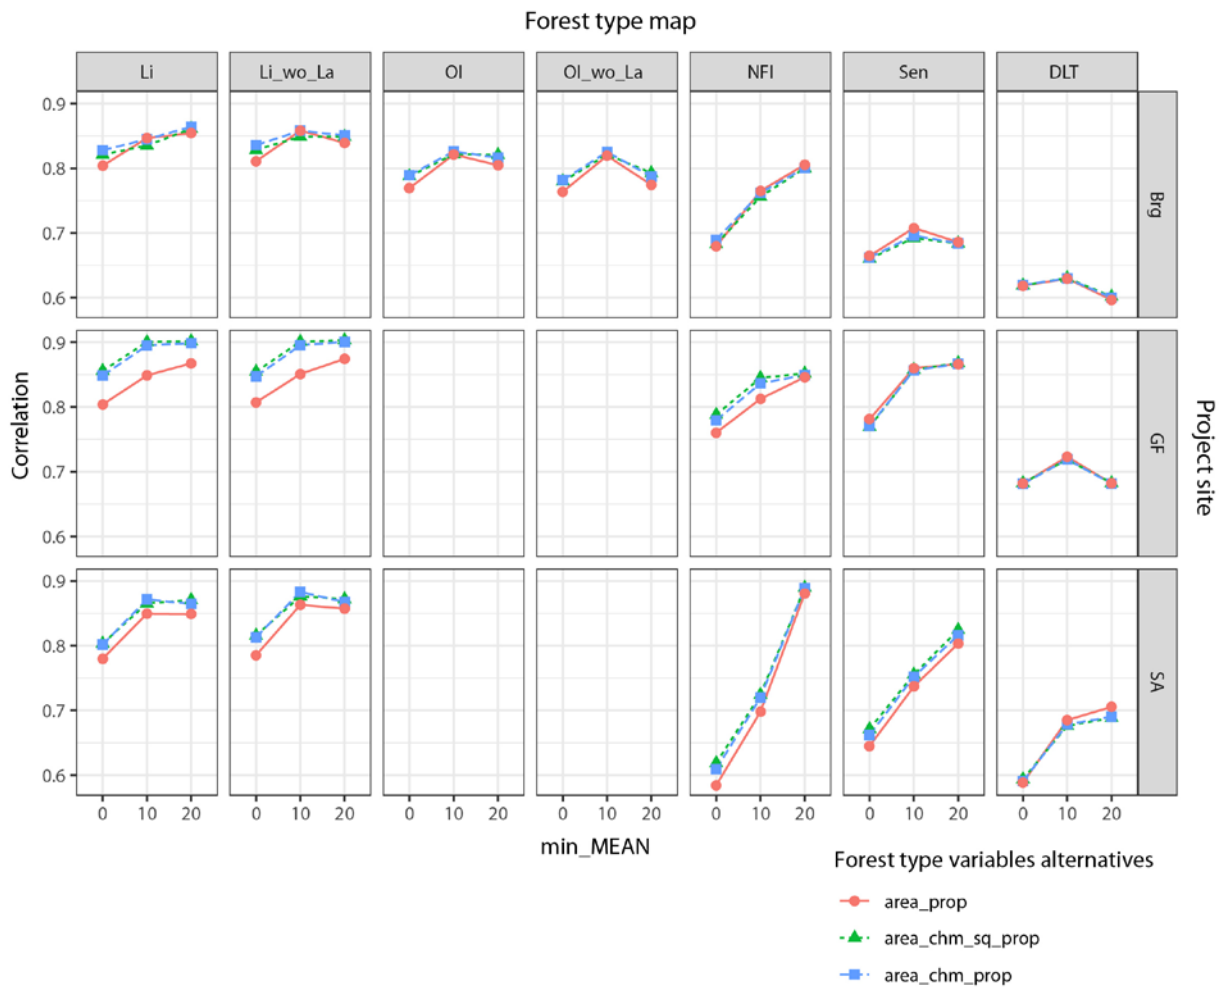 Forest type map
Li Li_wo_La OI OI_wo_La NFI Sen DLT
0.9
0.8
0.7
0.6
Brg
0.9
0.8
0.7
0.6
GF
0.9
0.8
0.7
0.6
SA
Correlation
Project site
0 10 20 0 10 20 0 10 20 0 10 20 0 10 20 0 10 20 0 10 20
min_MEAN
Forest type variables alternatives
area_prop
area_chm_sq_prop
area_chm_prop